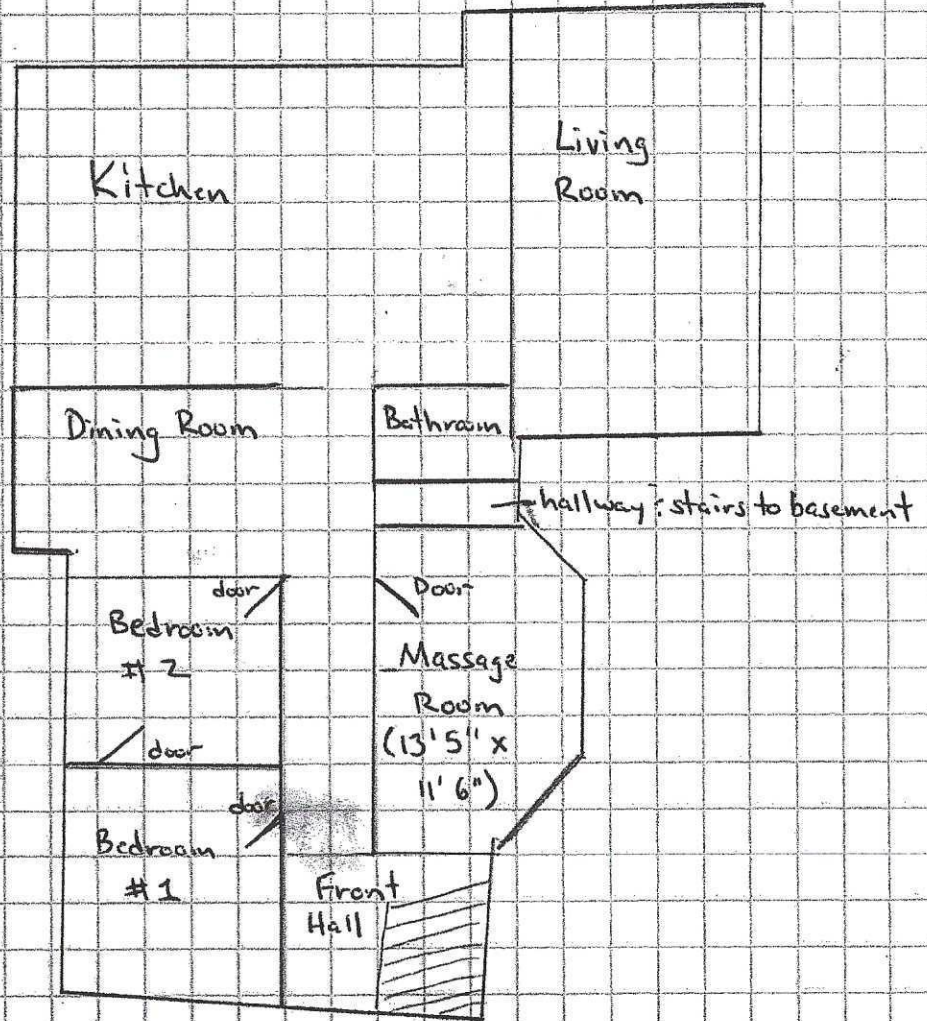 Kitchen
Living
Room
Dining Room
Bathroom
hallway : stairs to basement
door
Door
Bedroom
# 2
Massage
Room
(13'5" x
11'6")
door
door
Bedroom
# 1
Front
Hall